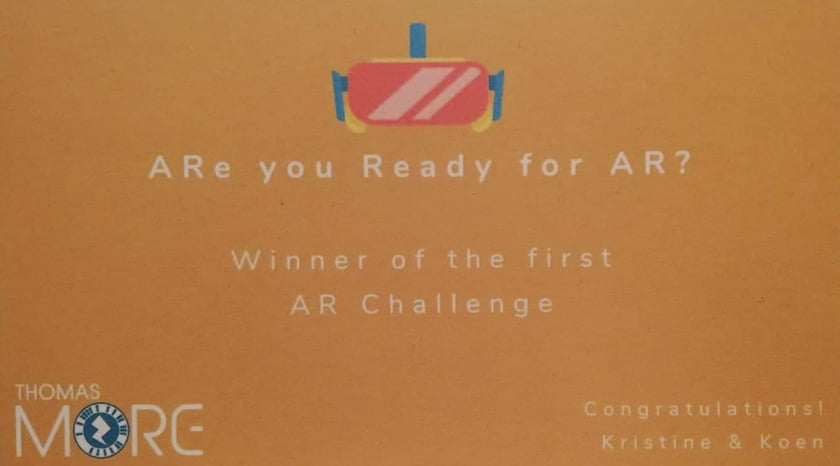 ARe you Ready for AR?
Winner of the first
AR Challenge
THOMAS
MORE
Congratulations!
Kristine & Koen